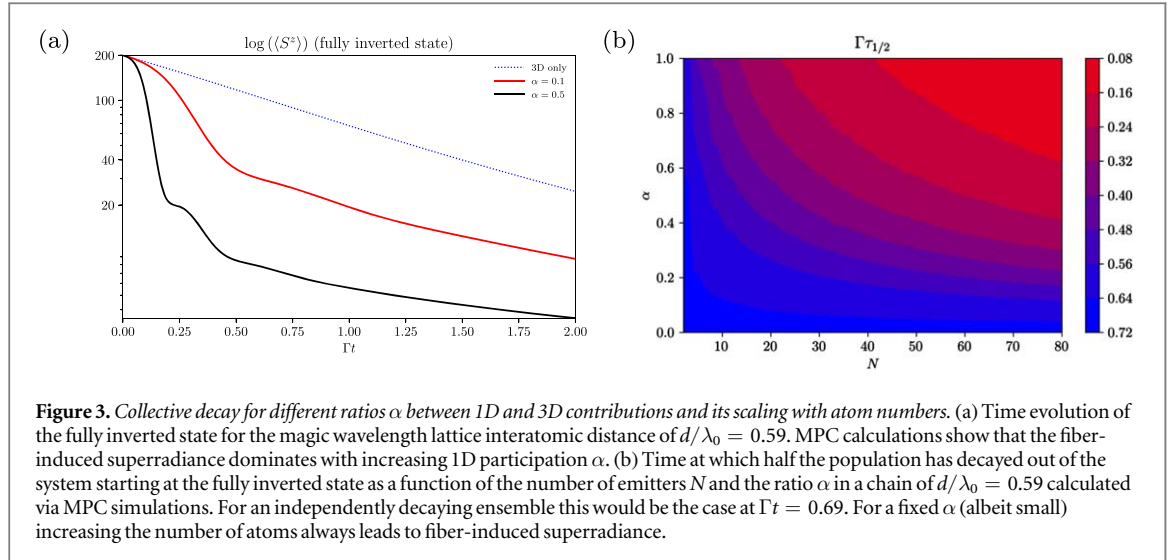 (a)
log (⟨S^z⟩) (fully inverted state)
200
100
40
20
3D only
α = 0.1
α = 0.5
0.00 0.25 0.50 0.75 1.00 1.25 1.50 1.75 2.00
Γt
(b)
Γτ1/2
1.0
0.8
0.6
0.4
0.2
0.0
α
10 20 30 40 50 60 70 80
N
0.08
0.16
0.24
0.32
0.40
0.48
0.56
0.64
0.72
Figure 3. Collective decay for different ratios α between 1D and 3D contributions and its scaling with atom numbers. (a) Time evolution of
the fully inverted state for the magic wavelength lattice interatomic distance of d/λ0 = 0.59. MPC calculations show that the fiber-
induced superradiance dominates with increasing 1D participation α. (b) Time at which half the population has decayed out of the
system starting at the fully inverted state as a function of the number of emitters N and the ratio α in a chain of d/λ0 = 0.59 calculated
via MPC simulations. For an independently decaying ensemble this would be the case at Γt = 0.69. For a fixed α (albeit small)
increasing the number of atoms always leads to fiber-induced superradiance.